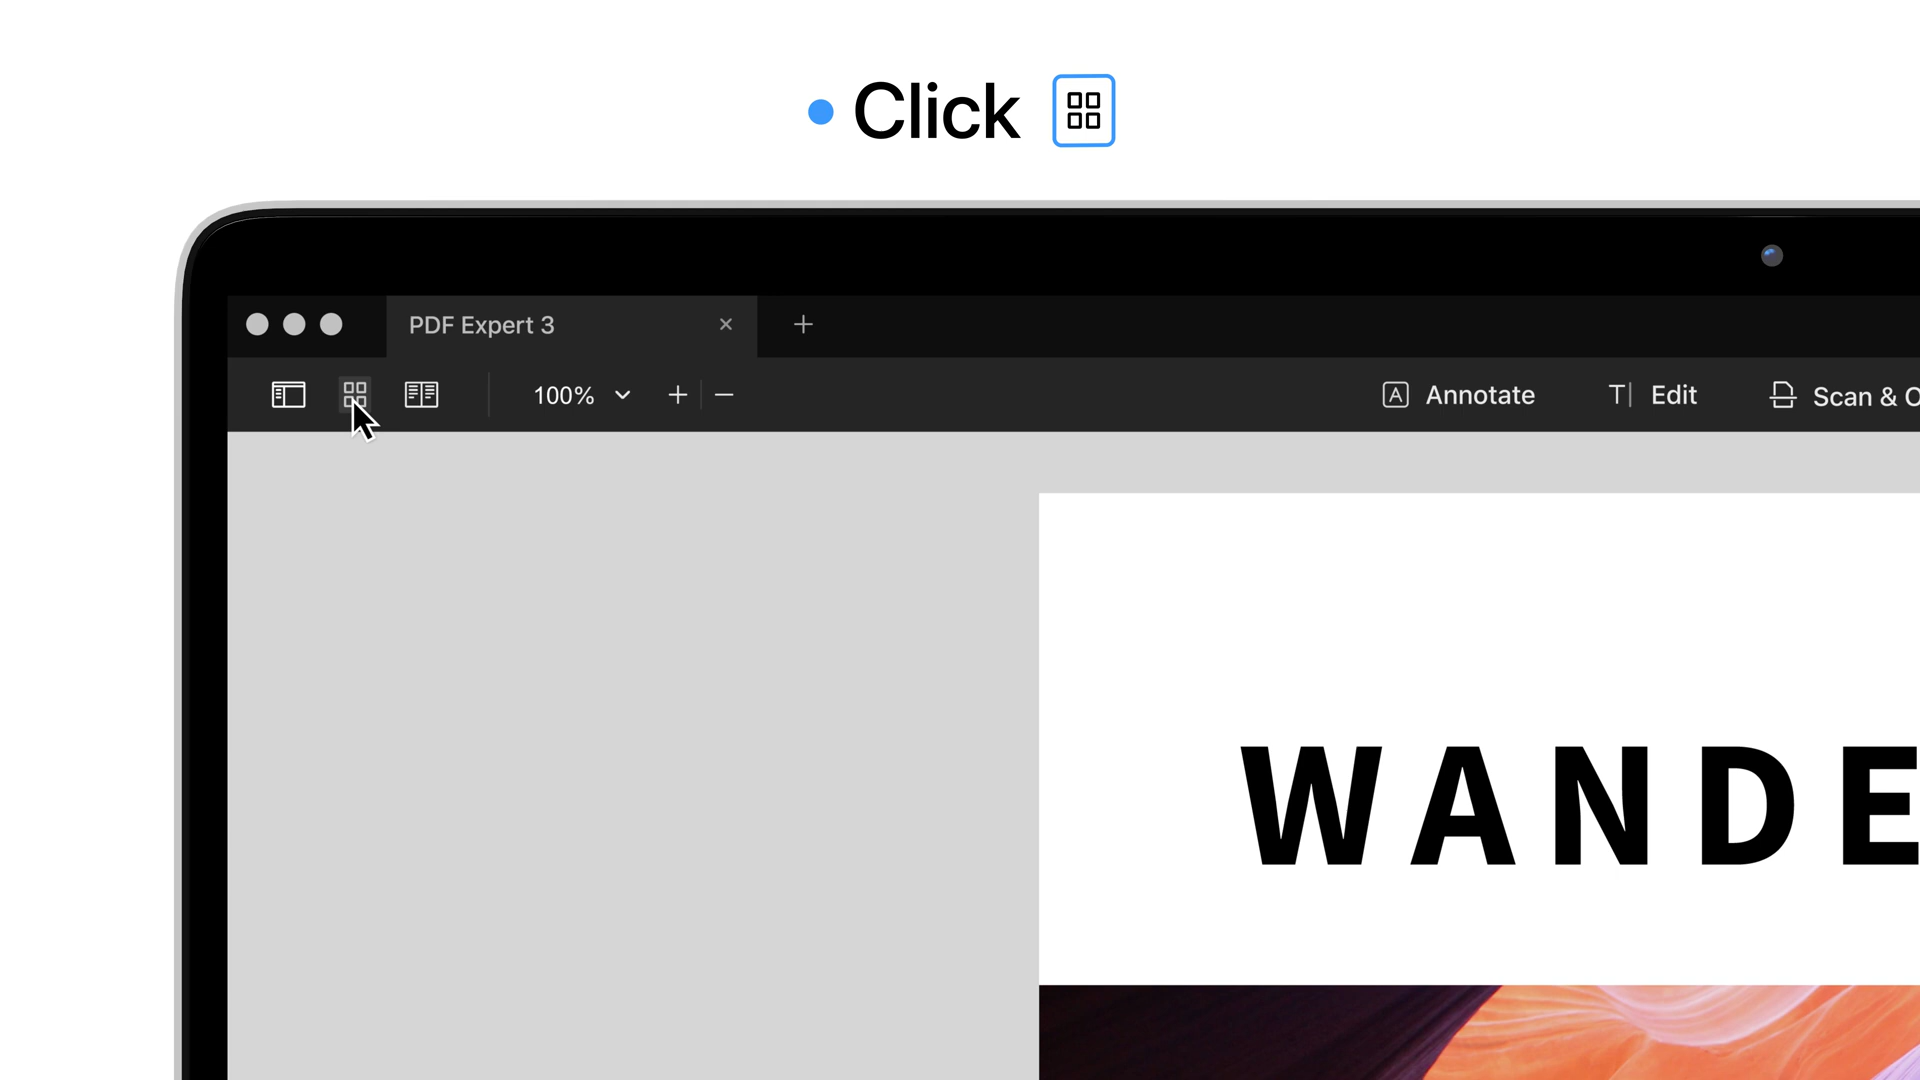 Click
PDF Expert 3
100%
Annotate
Edit
Scan &
WANDE